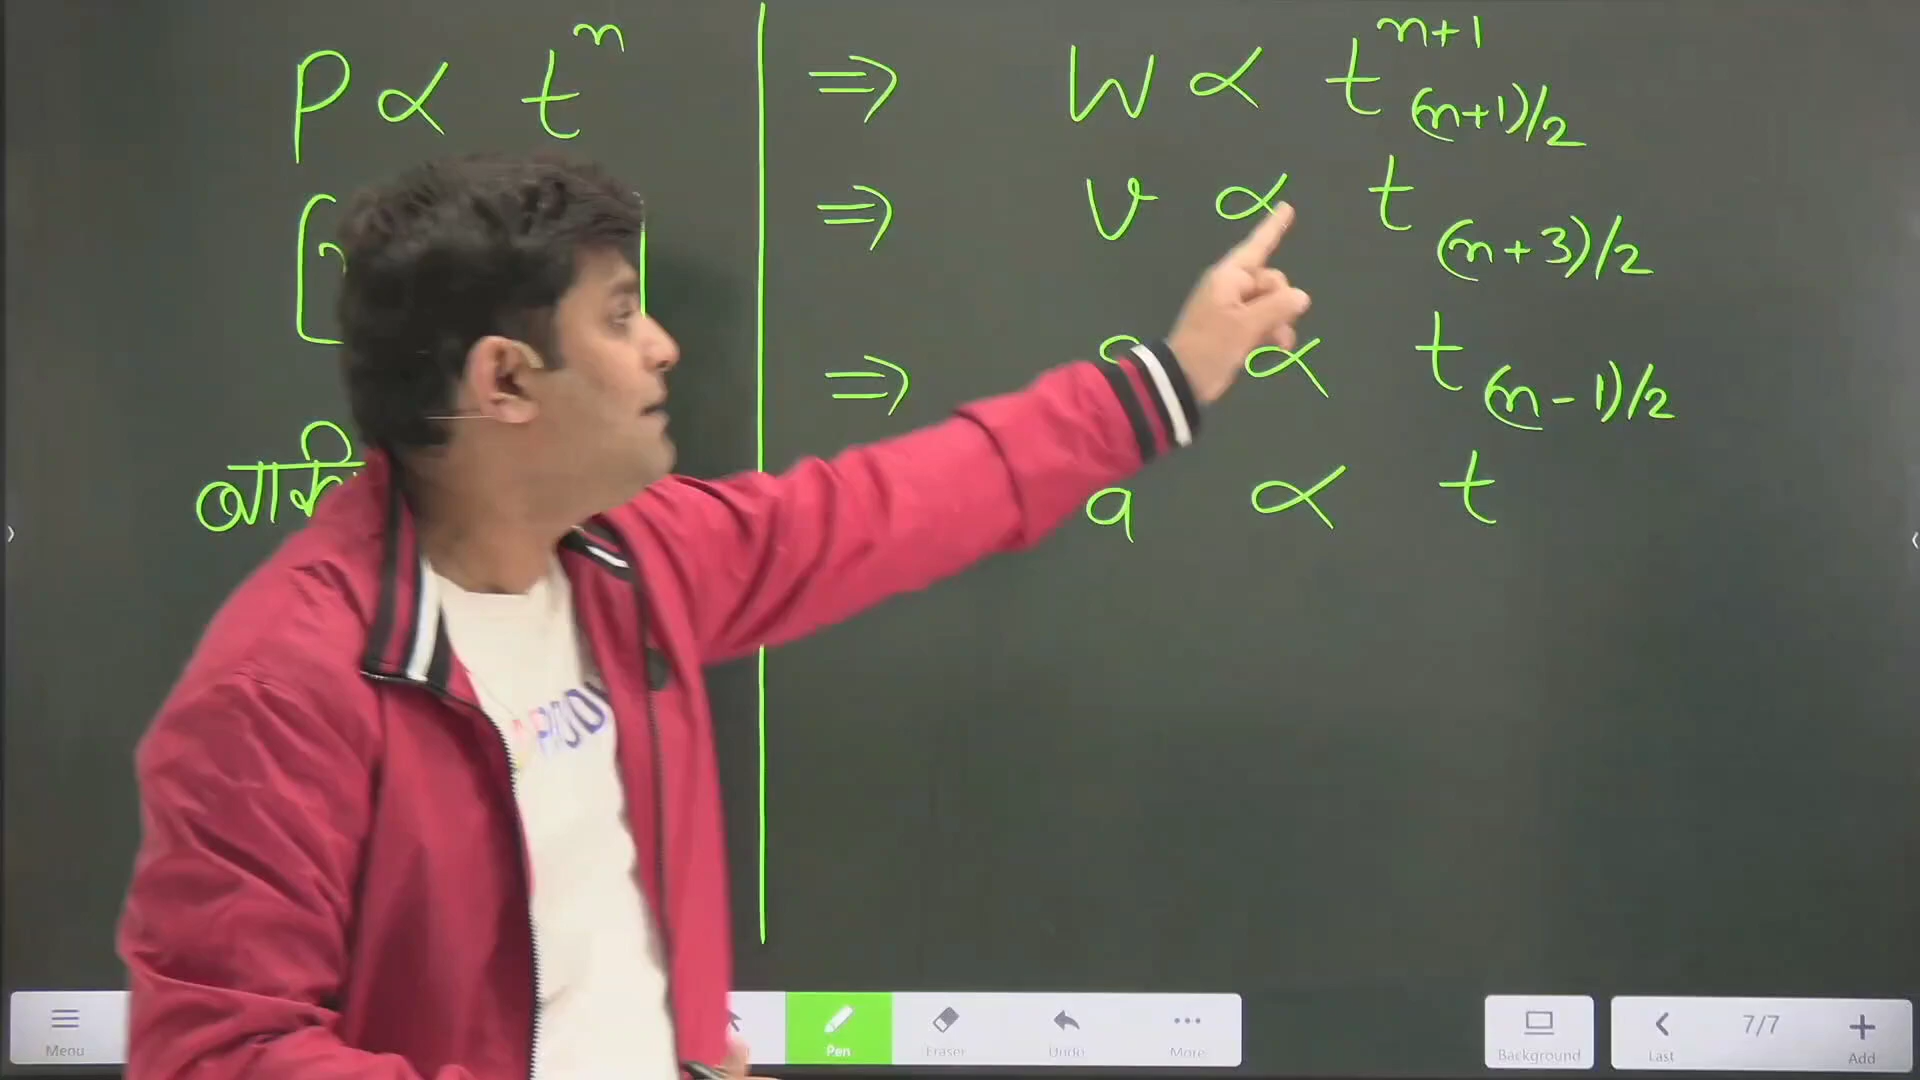 P ∝ tⁿ ⇒ W ∝ tⁿ⁺¹
⇒ v ∝ t^(n+1)/2
⇒ ∝ t^(n+3)/2
a ∝ t^(n-1)/2
Menu
Pen
Eraser
Undo
More
Background
Last
7/7
Add